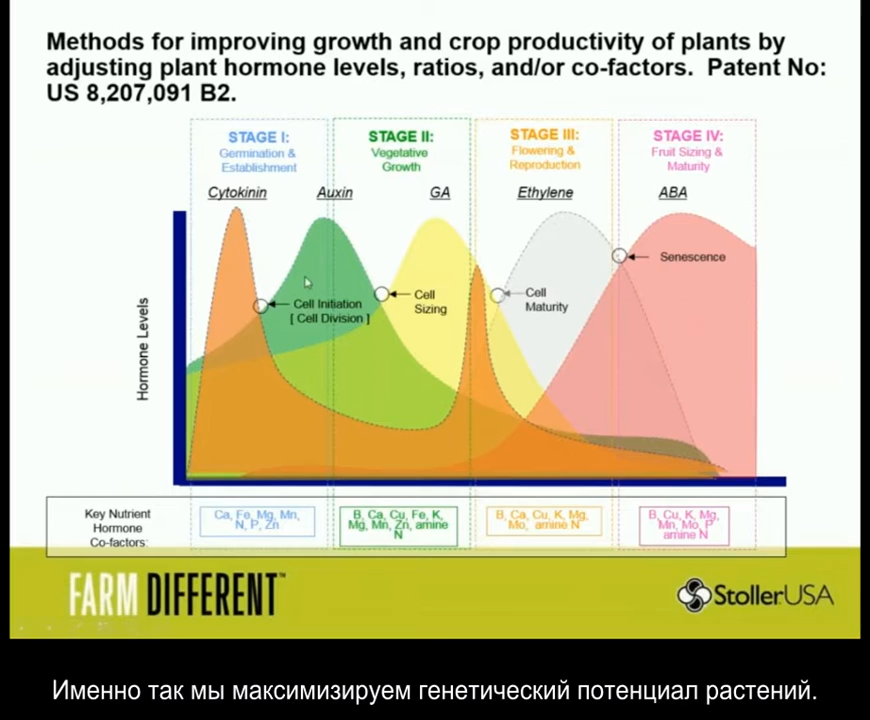 Methods for improving growth and crop productivity of plants by
adjusting plant hormone levels, ratios, and/or co-factors. Patent No:
US 8,207,091 B2.
STAGE I:
Germination &
Establishment
STAGE II:
Vegetative
Growth
STAGE III:
Flowering &
Reproduction
STAGE IV:
Fruit Sizing &
Maturity
Cytokinin
Auxin
GA
Ethylene
ABA
Senescence
Cell
Sizing
Cell
Maturity
Cell Initiation
[ Cell Division ]
Hormone Levels
Key Nutrient
Hormone
Co-factors:
Ca, Fe, Mg, Mn,
N, P, Zn
B, Ca, Cu, Fe, K,
Mg, Mn, Zn, amine
N
B, Ca, Cu, K, Mg,
Mo, amine N
B, Cu, K, Mg,
Mn, Mo, P
amine N
FARM DIFFERENT™
StollerUSA
Именно так мы максимизируем генетический потенциал растений.